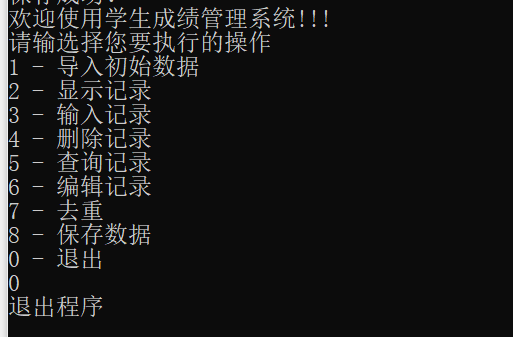 欢迎使用学生成绩管理系统!!!
请输选择您要执行的操作
1 - 导入初始数据
2 - 显示记录
3 - 输入记录
4 - 删除记录
5 - 查询记录
6 - 编辑记录
7 - 去重
8 - 保存数据
0 - 退出
0
退出程序